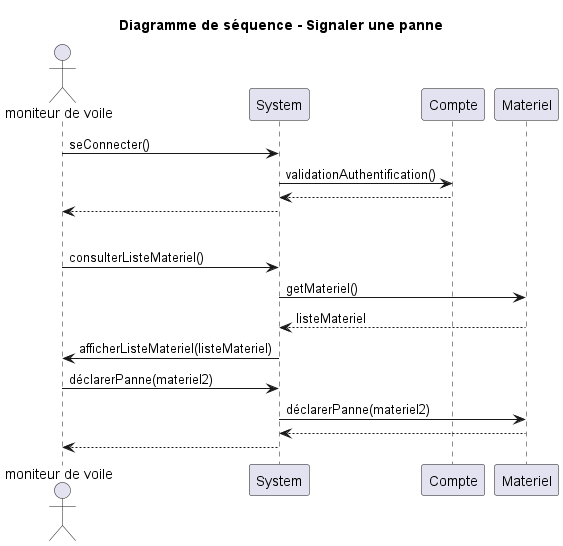 Diagramme de séquence - Signaler une panne
moniteur de voile
System
Compte
Materiel
seConnecter()
validationAuthentification()
consulterListeMateriel()
getMateriel()
listeMateriel
afficherListeMateriel(listeMateriel)
déclarerPanne(materiel2)
déclarerPanne(materiel2)
moniteur de voile
System
Compte
Materiel